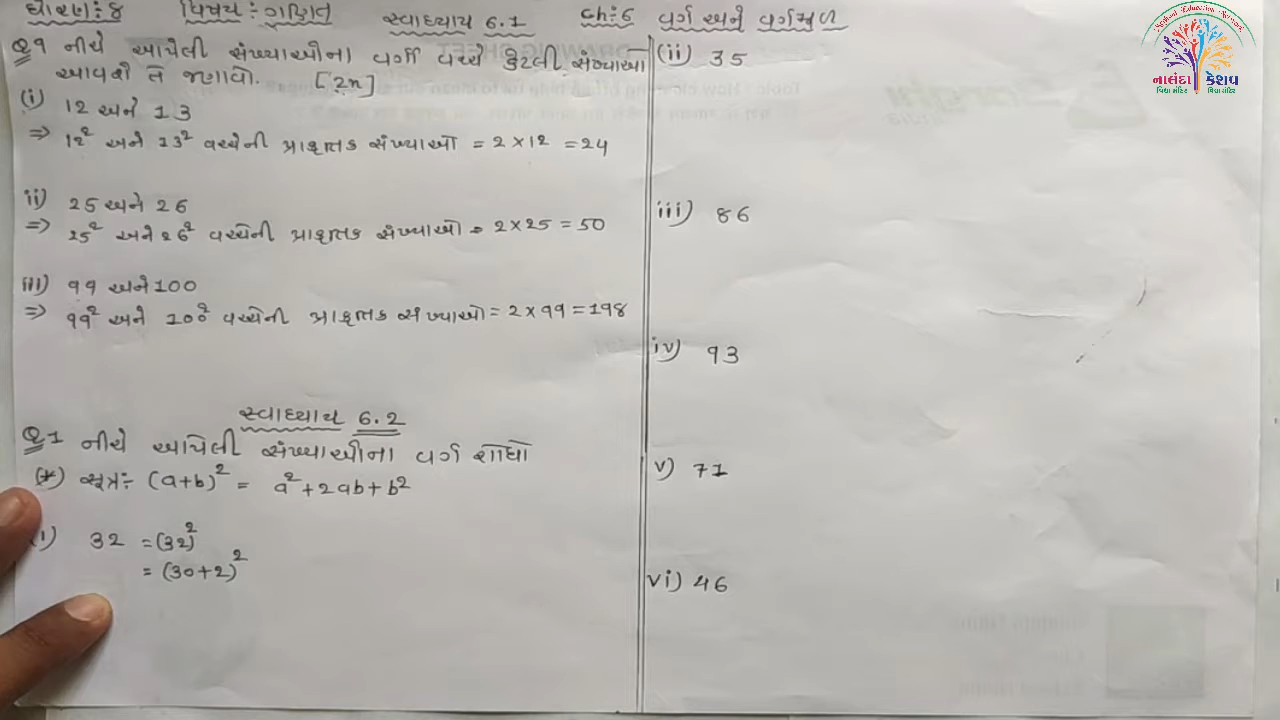 ધોરણ: ૪ વિષય :- ગણિત સ્વાધ્યાય 6.1 ch: 6 વર્ગ અને વર્ગમૂળ
Q 1 નીચે આપેલી સંખ્યાઓના વર્ગો વચ્ચે કેટલી સંખ્યાઓ
આવશે તે જણાવો. [2n]
(i) 12 અને 13
⇒ 12² અને 13² વચ્ચેની પ્રાકૃતિક સંખ્યાઓ = 2 × 12 = 24
ii) 25 અને 26
⇒ 25² અને 26² વચ્ચેની પ્રાકૃતિક સંખ્યાઓ = 2 × 25 = 50
iii) 99 અને 100
⇒ 99² અને 100² વચ્ચેની પ્રાકૃતિક સંખ્યાઓ = 2 × 99 = 198
સ્વાધ્યાય 6.2
Q 1 નીચે આપેલી સંખ્યાઓના વર્ગ શોધો
(*) સૂત્ર:- (a+b)² = a² + 2ab + b²
(i) 32 = (32)²
= (30+2)²
(ii) 35
iii) 86
iv) 93
v) 71
vi) 46
નાલંદા
વિદ્યામંદિર
કેશવ
વિદ્યામંદિર